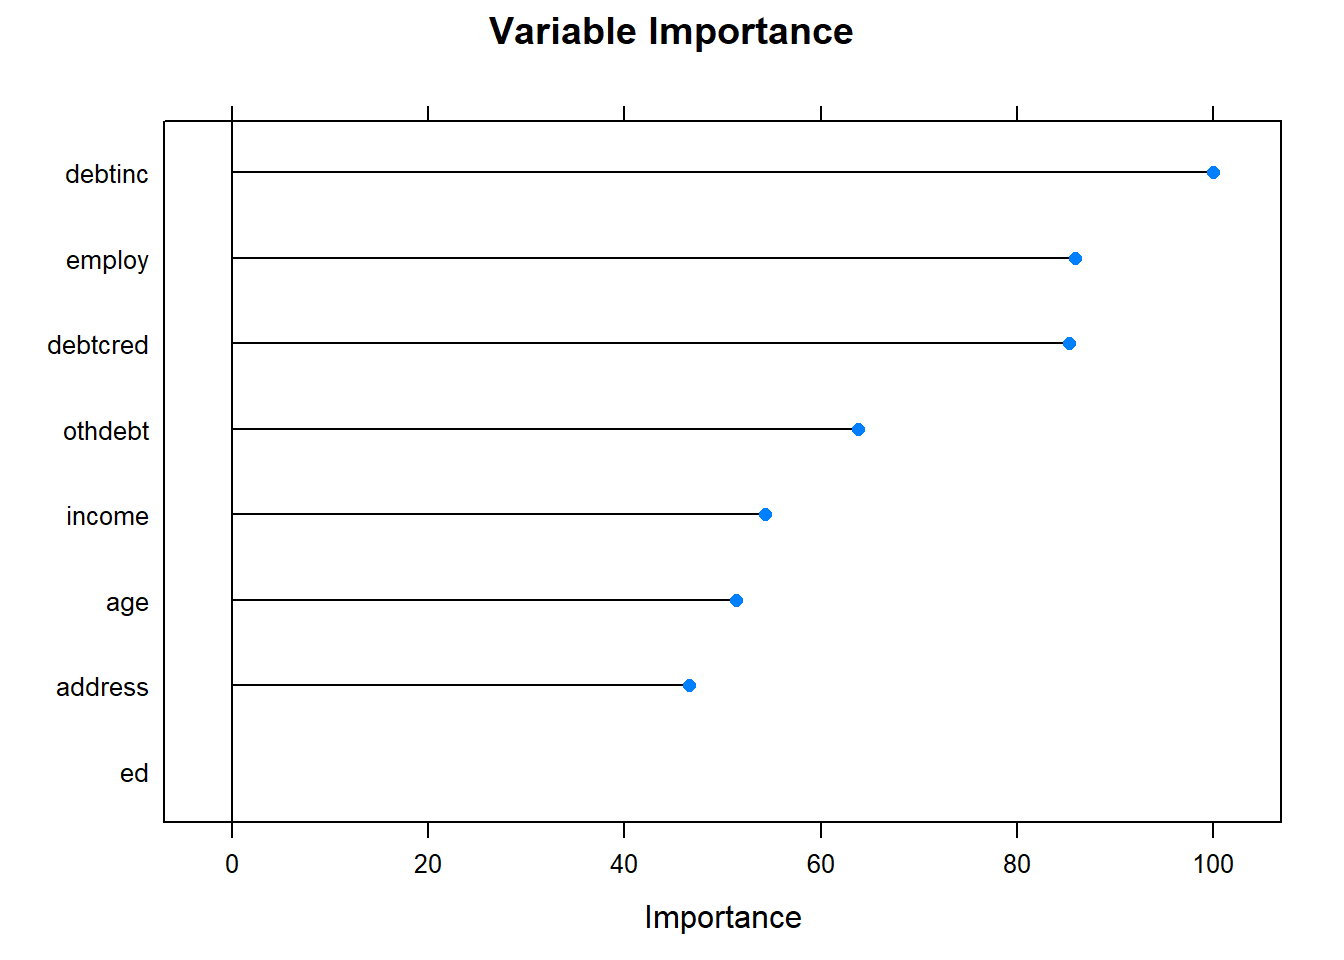 Variable Importance
debtinc
employ
debtcred
othdebt
income
age
address
ed
0 20 40 60 80 100
Importance